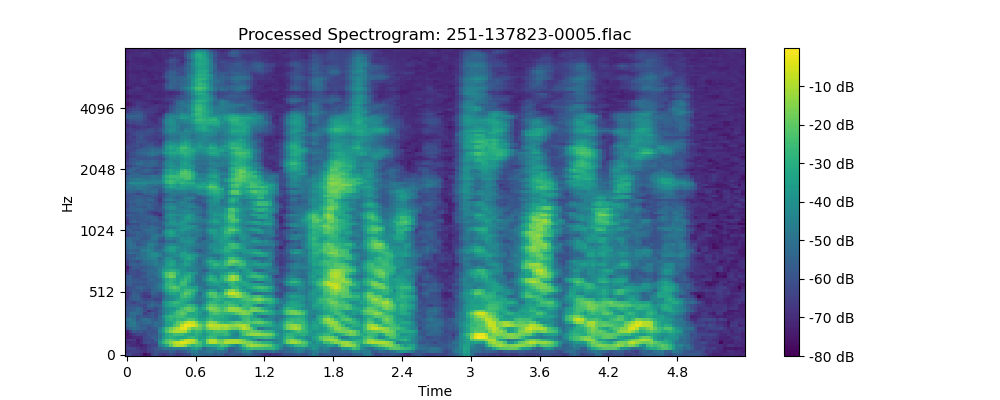 Processed Spectrogram: 251-137823-0005.flac
Hz
4096
2048
1024
512
0
0 0.6 1.2 1.8 2.4 3 3.6 4.2 4.8
Time
-10 dB
-20 dB
-30 dB
-40 dB
-50 dB
-60 dB
-70 dB
-80 dB